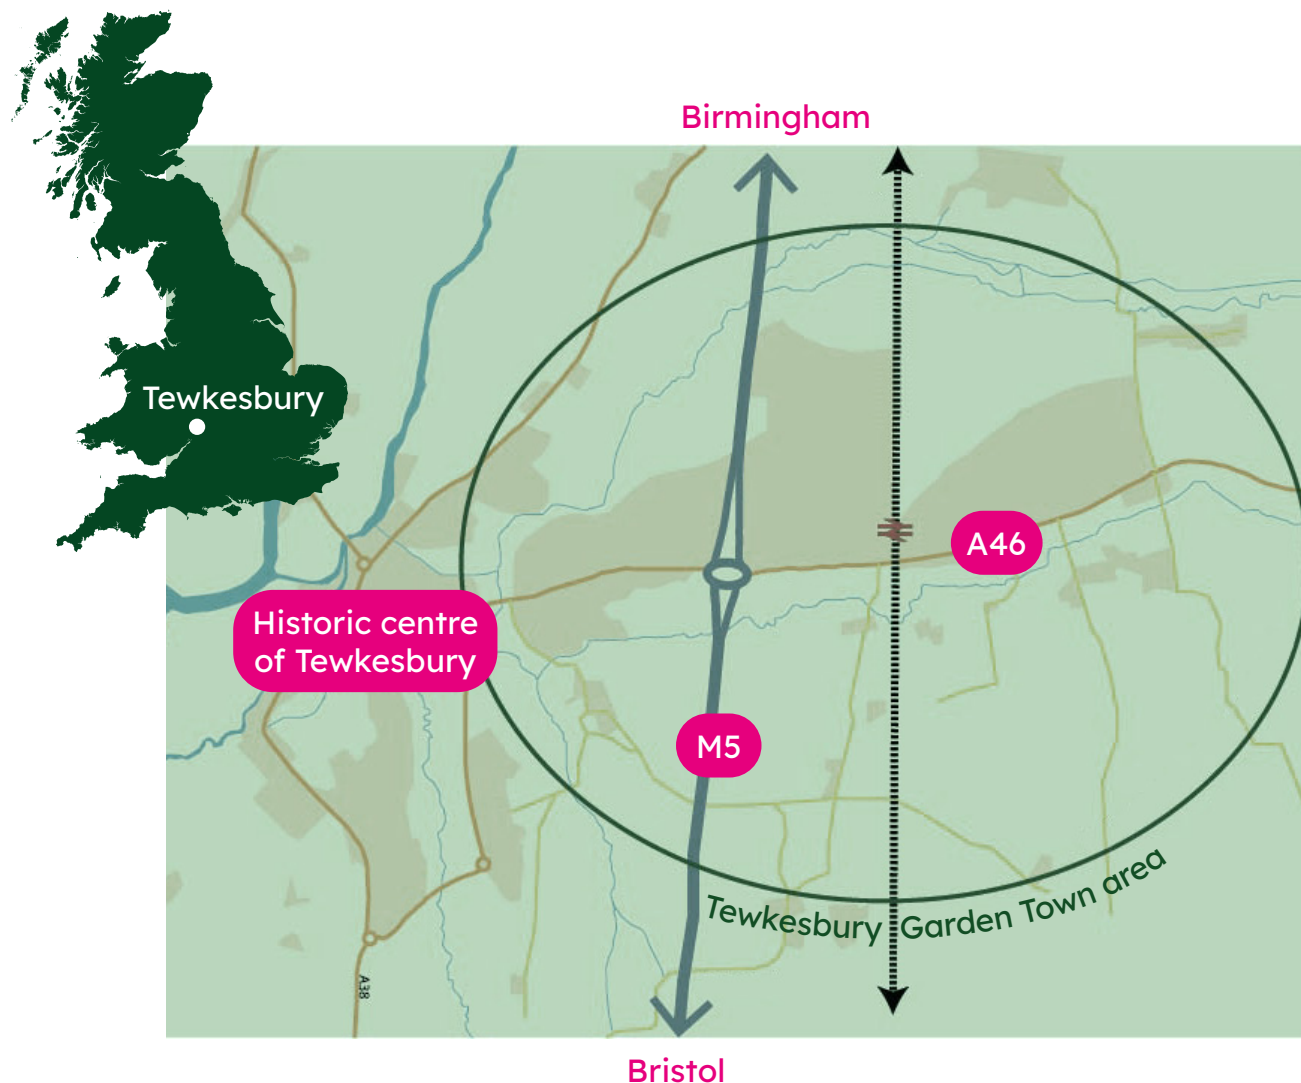 Birmingham
Tewkesbury
A46
Historic centre
of Tewkesbury
M5
Tewkesbury Garden Town area
A38
Bristol